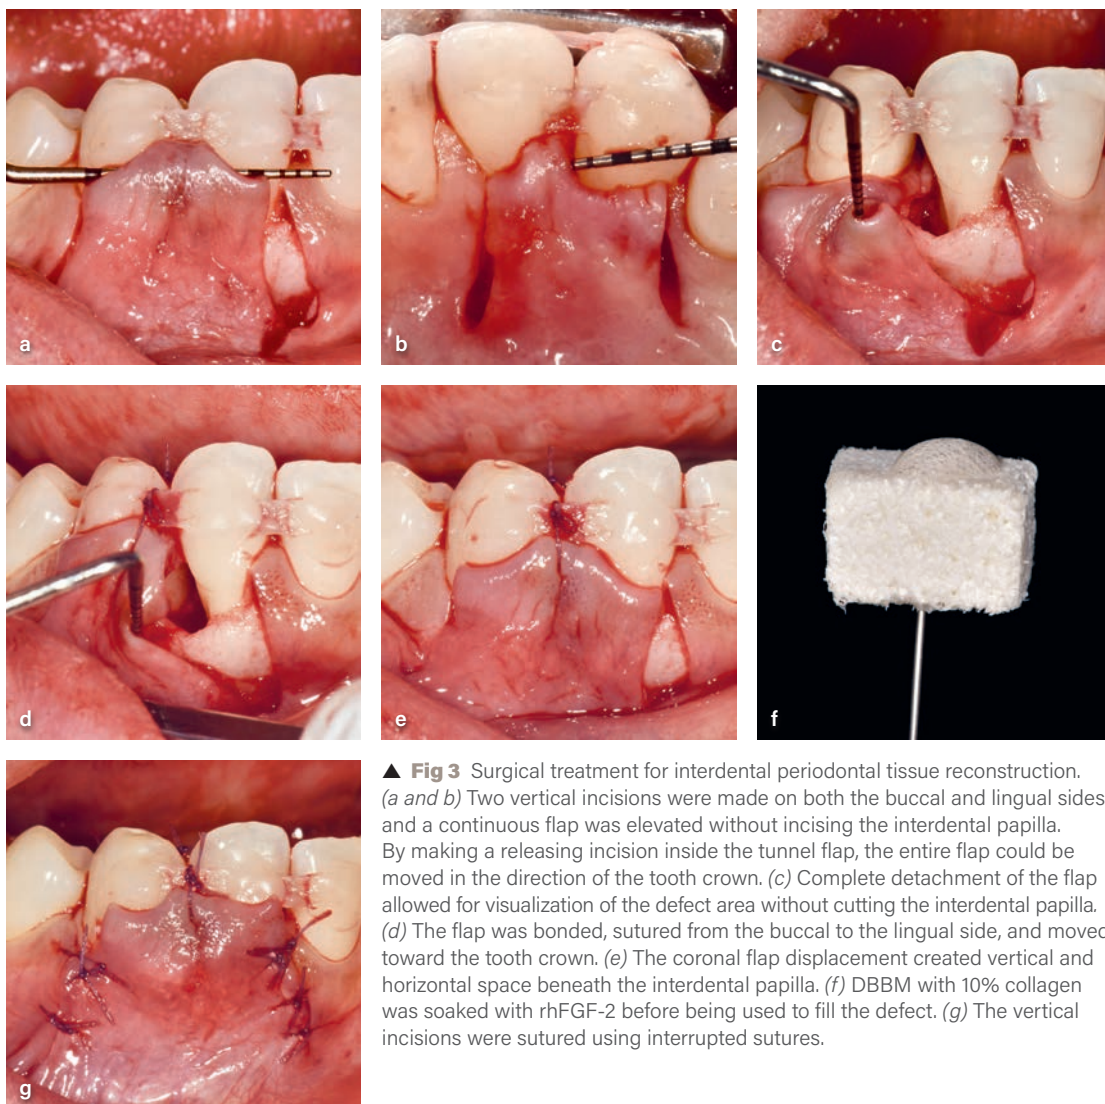 a
b
c
d
e
f
▲ Fig 3 Surgical treatment for interdental periodontal tissue reconstruction.
(a and b) Two vertical incisions were made on both the buccal and lingual sides
and a continuous flap was elevated without incising the interdental papilla.
By making a releasing incision inside the tunnel flap, the entire flap could be
moved in the direction of the tooth crown. (c) Complete detachment of the flap
allowed for visualization of the defect area without cutting the interdental papilla.
(d) The flap was bonded, sutured from the buccal to the lingual side, and moved
toward the tooth crown. (e) The coronal flap displacement created vertical and
horizontal space beneath the interdental papilla. (f) DBBM with 10% collagen
was soaked with rhFGF-2 before being used to fill the defect. (g) The vertical
incisions were sutured using interrupted sutures.
g